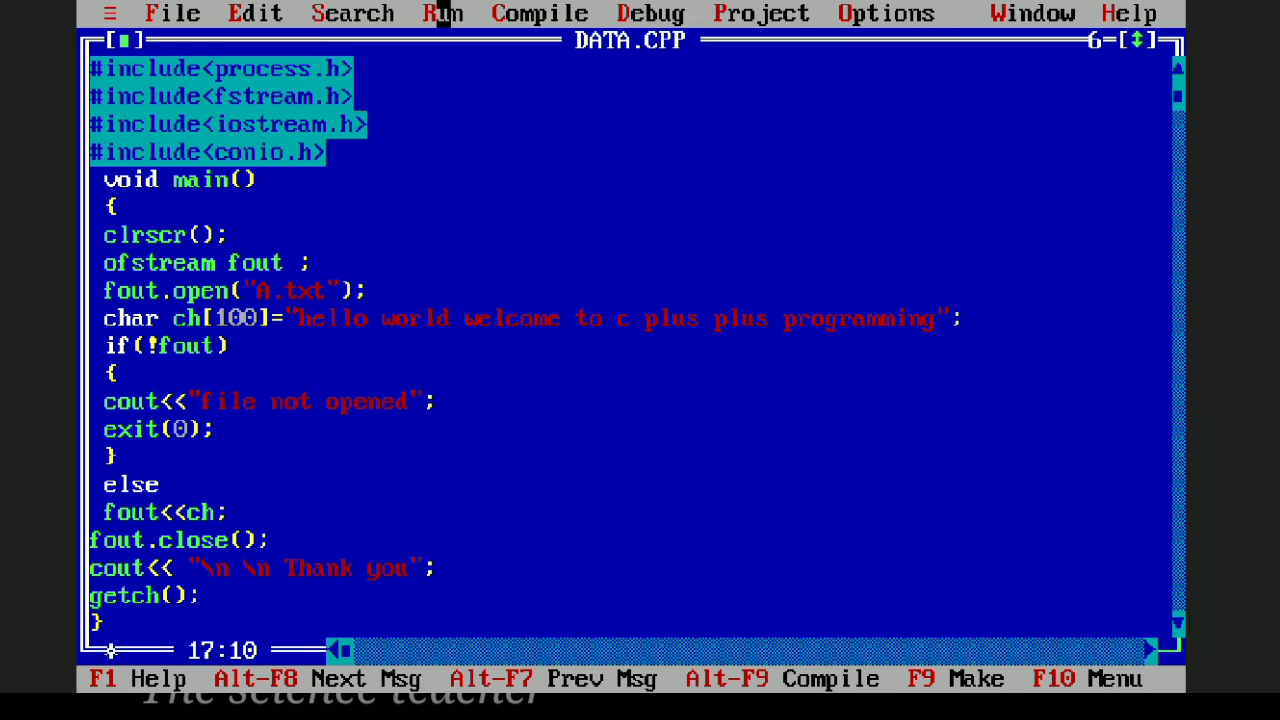 ≡ File Edit Search Run Compile Debug Project Options Window Help
[■] DATA.CPP 6=[↕]
#include<process.h>
#include<fstream.h>
#include<iostream.h>
#include<conio.h>
void main()
{
clrscr();
ofstream fout ;
fout.open("A.txt");
char ch[100]="hello world welcome to c plus plus programming";
if(!fout)
{
cout<<"file not opened";
exit(0);
}
else
fout<<ch;
fout.close();
cout<< "\n \n Thank you";
getch();
}
17:10
F1 Help Alt-F8 Next Msg Alt-F7 Prev Msg Alt-F9 Compile F9 Make F10 Menu
The science teacher